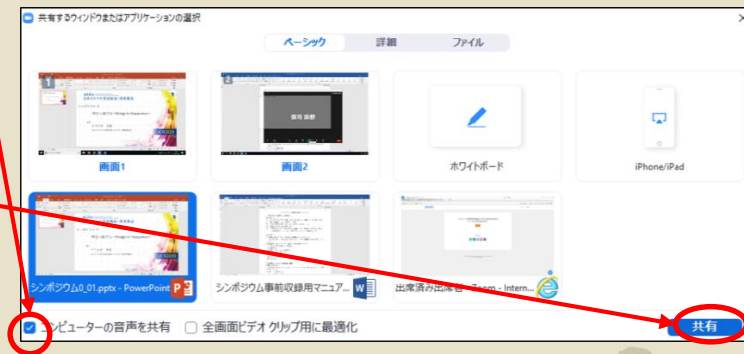 共有するウィンドウまたはアプリケーションの選択
ベーシック 詳細 ファイル
1
2
画面1 画面2 ホワイトボード iPhone/iPad
シンポジウム0_01.pptx - PowerPoint シンポジウム事前収録用マニュア... 出席済み出席者 - Zoom - Intern...
コンピューターの音声を共有 全画面ビデオ クリップ用に最適化 共有